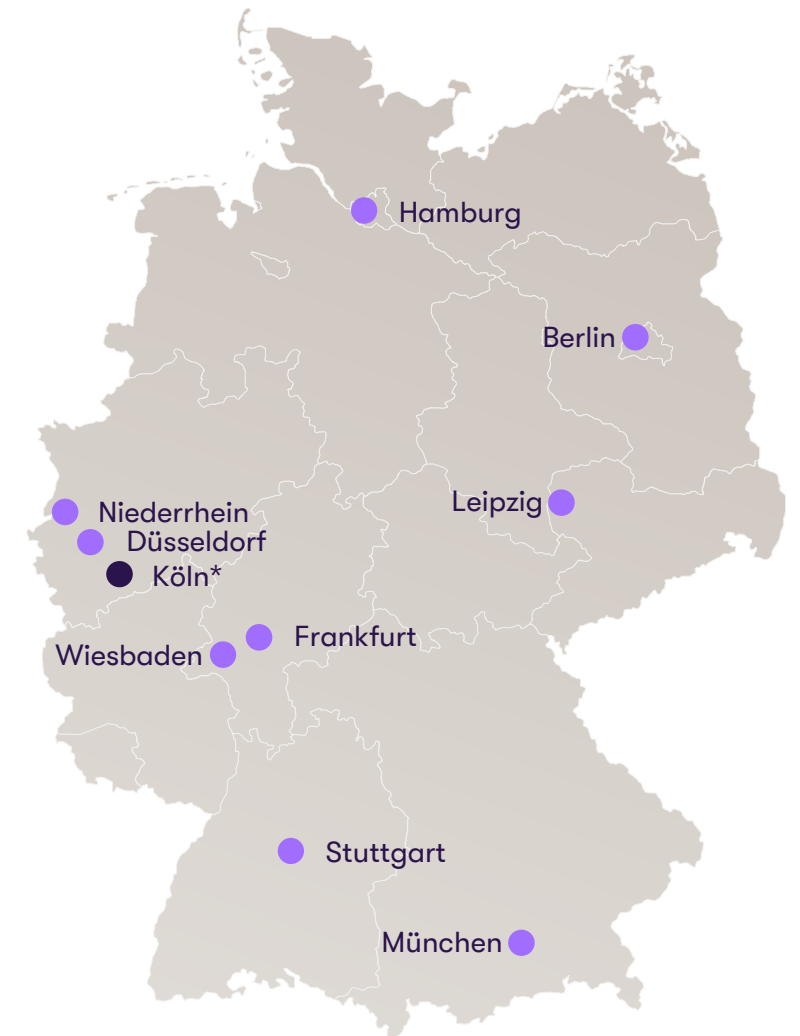 Hamburg
Berlin
Leipzig
Niederrhein
Düsseldorf
Köln*
Frankfurt
Wiesbaden
Stuttgart
München